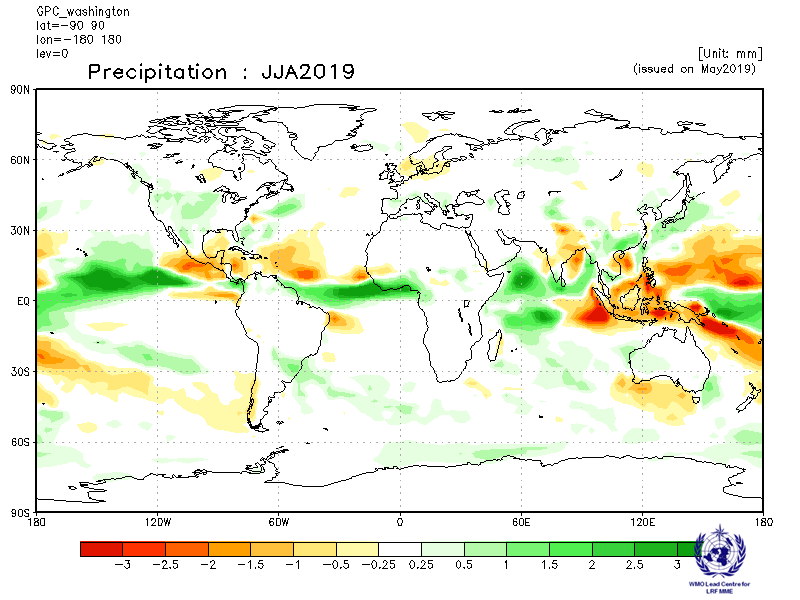 GPC_washington
lat=-90 90
lon=-180 180
lev=0
[Unit: mm]
Precipitation : JJA2019
(issued on May2019)
90N
60N
30N
EQ
30S
60S
90S
180 120W 60W 0 60E 120E 180
-3 -2.5 -2 -1.5 -1 -0.5 -0.25 0.25 0.5 1 1.5 2 2.5 3
WMO Lead Centre for
LRF MME